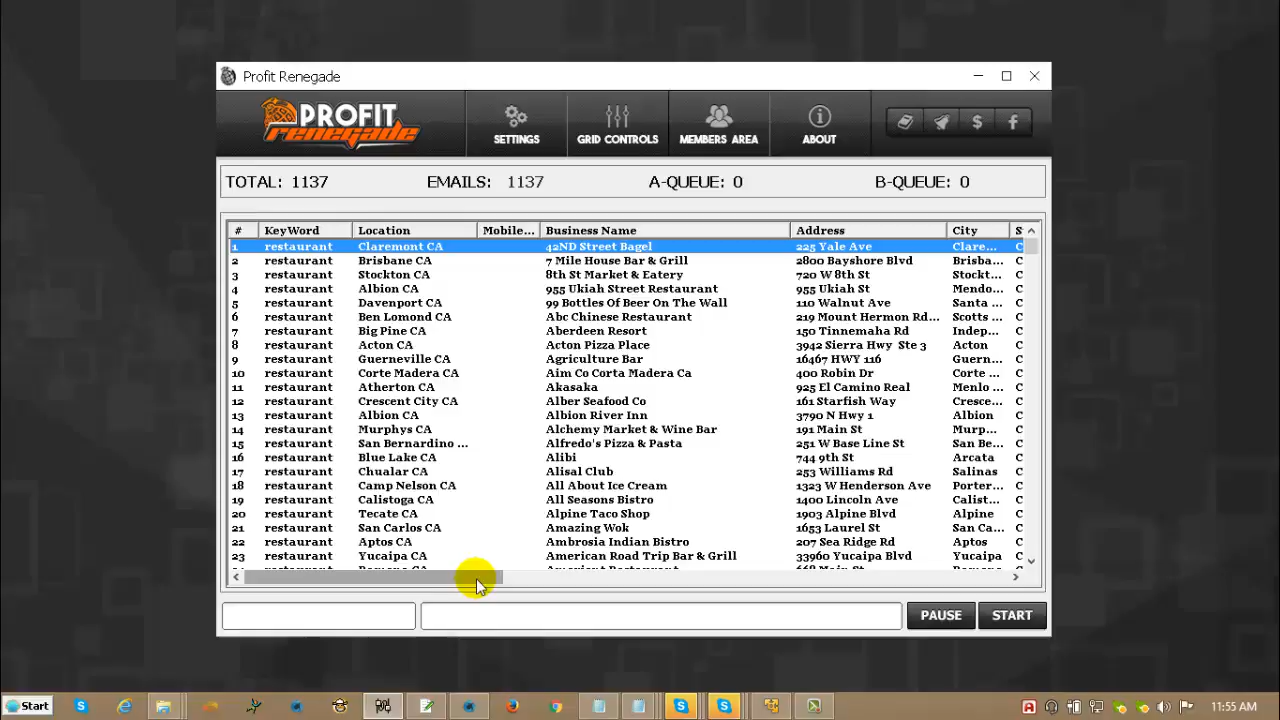 Profit Renegade
PROFIT renegade SETTINGS GRID CONTROLS MEMBERS AREA ABOUT $ f
TOTAL: 1137 EMAILS: 1137 A-QUEUE: 0 B-QUEUE: 0
# KeyWord Location Mobile... Business Name Address City S
1 restaurant Claremont CA 42ND Street Bagel 225 Yale Ave Clare... C
2 restaurant Brisbane CA 7 Mile House Bar & Grill 2800 Bayshore Blvd Brisba... C
3 restaurant Stockton CA 8th St Market & Eatery 720 W 8th St Stockt... C
4 restaurant Albion CA 955 Ukiah Street Restaurant 955 Ukiah St Mendo... C
5 restaurant Davenport CA 99 Bottles Of Beer On The Wall 110 Walnut Ave Santa ... C
6 restaurant Ben Lomond CA Abc Chinese Restaurant 219 Mount Hermon Rd... Scotts ... C
7 restaurant Big Pine CA Aberdeen Resort 150 Tinnemaha Rd Indep... C
8 restaurant Acton CA Acton Pizza Place 3942 Sierra Hwy Ste 3 Acton C
9 restaurant Guerneville CA Agriculture Bar 16467 HWY 116 Guern... C
10 restaurant Corte Madera CA Aim Co Corta Madera Ca 400 Robin Dr Corte ... C
11 restaurant Atherton CA Akasaka 925 El Camino Real Menlo ... C
12 restaurant Crescent City CA Alber Seafood Co 161 Starfish Way Cresce... C
13 restaurant Albion CA Albion River Inn 3790 N Hwy 1 Albion C
14 restaurant Murphys CA Alchemy Market & Wine Bar 191 Main St Murp... C
15 restaurant San Bernardino ... Alfredo's Pizza & Pasta 251 W Base Line St San Be... C
16 restaurant Blue Lake CA Alibi 744 9th St Arcata C
17 restaurant Chualar CA Alisal Club 253 Williams Rd Salinas C
18 restaurant Camp Nelson CA All About Ice Cream 1323 W Henderson Ave Porter... C
19 restaurant Calistoga CA All Seasons Bistro 1400 Lincoln Ave Calist... C
20 restaurant Tecate CA Alpine Taco Shop 1903 Alpine Blvd Alpine C
21 restaurant San Carlos CA Amazing Wok 1653 Laurel St San Ca... C
22 restaurant Aptos CA Ambrosia Indian Bistro 207 Sea Ridge Rd Aptos C
23 restaurant Yucaipa CA American Road Trip Bar & Grill 33960 Yucaipa Blvd Yucaipa C
PAUSE START
Start 11:55 AM